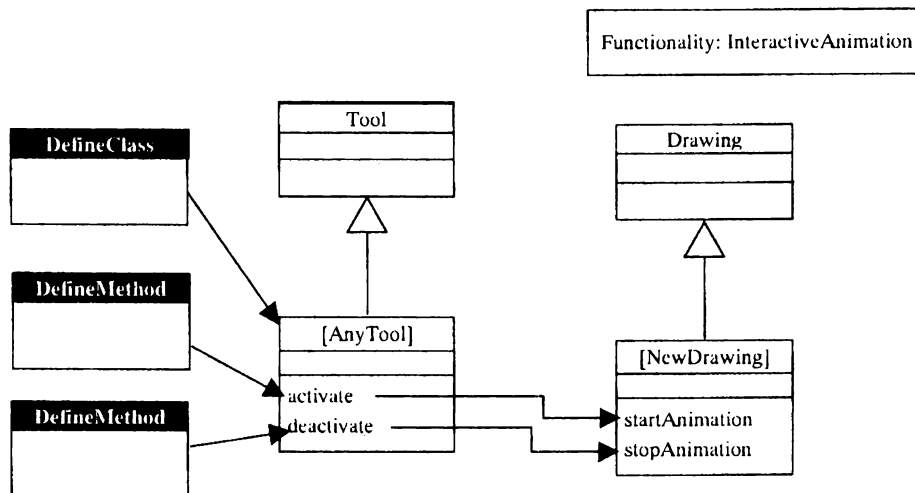 Functionality: InteractiveAnimation
Tool
Drawing
DefineClass
DefineMethod
[AnyTool]
[NewDrawing]
activate
startAnimation
DefineMethod
deactivate
stopAnimation